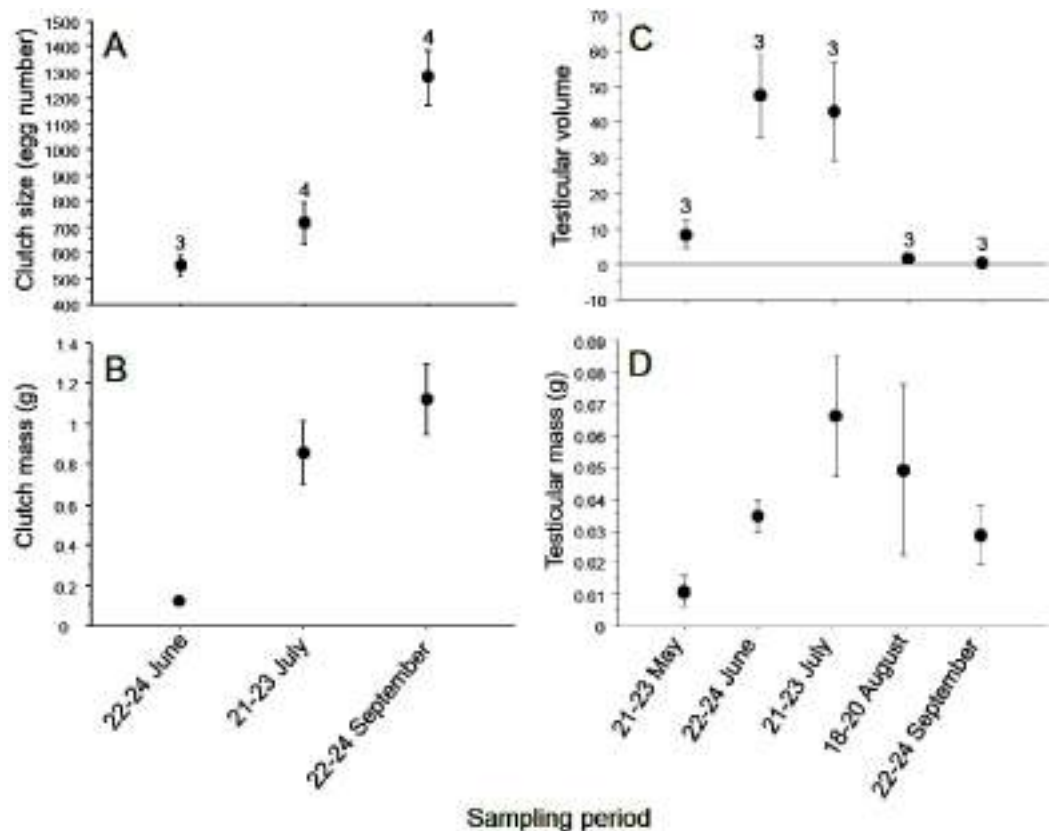 A
Clutch size (egg number)
1500
1400
1300
1200
1100
1000
900
800
700
600
500
400
3
4
4
B
Clutch mass (g)
1.4
1.2
1
0.8
0.6
0.4
0.2
0
22-24 June
21-23 July
22-24 September
C
Testicular volume
70
60
50
40
30
20
10
0
-10
3
3
3
3
3
D
Testicular mass (g)
0.09
0.08
0.07
0.06
0.05
0.04
0.03
0.02
0.01
0
21-23 May
22-24 June
21-23 July
18-20 August
22-24 September
Sampling period